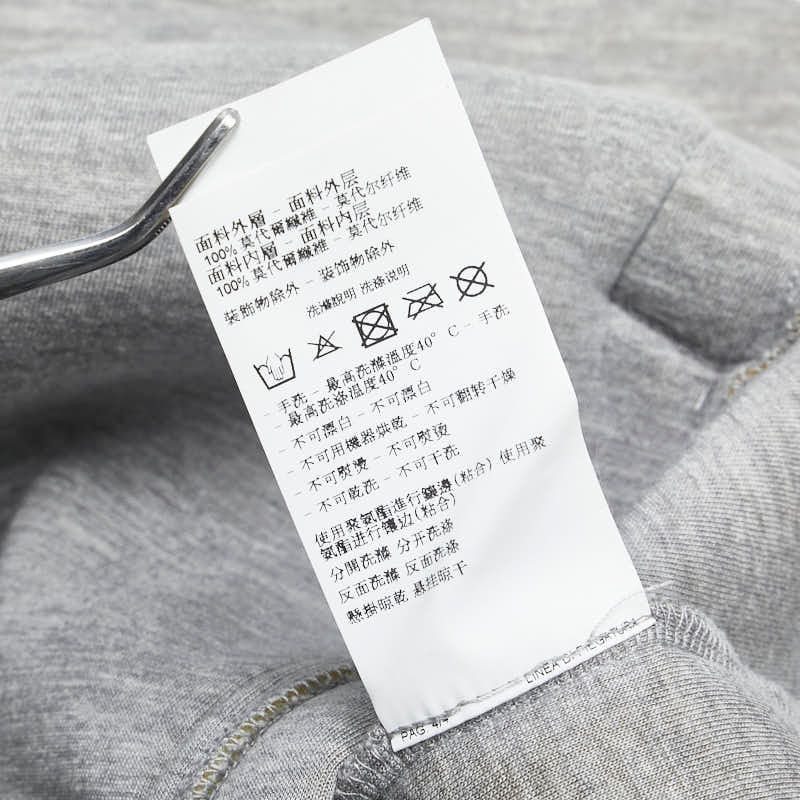 面料外層 - 面料外层
100% 莫代爾纖維 - 莫代尔纤维
面料內層 - 面料内层
100% 莫代爾纖維 - 莫代尔纤维
装飾物除外 - 装饰物除外
洗滌說明 洗涤说明
- 手洗 - 最高洗滌溫度40° C - 手洗
- 最高洗涤温度40° C
- 不可漂白 - 不可漂白
- 不可用機器烘乾 - 不可翻转干燥
- 不可熨燙 - 不可熨烫
- 不可乾洗 - 不可干洗
使用聚氨酯進行鑲邊(粘合) 使用聚
氨酯进行镶边(粘合)
分開洗滌 分开洗涤
反面洗滌 反面洗涤
懸掛晾乾 悬挂晾干
LINEA DI PIEGATURA
PAG 4/4